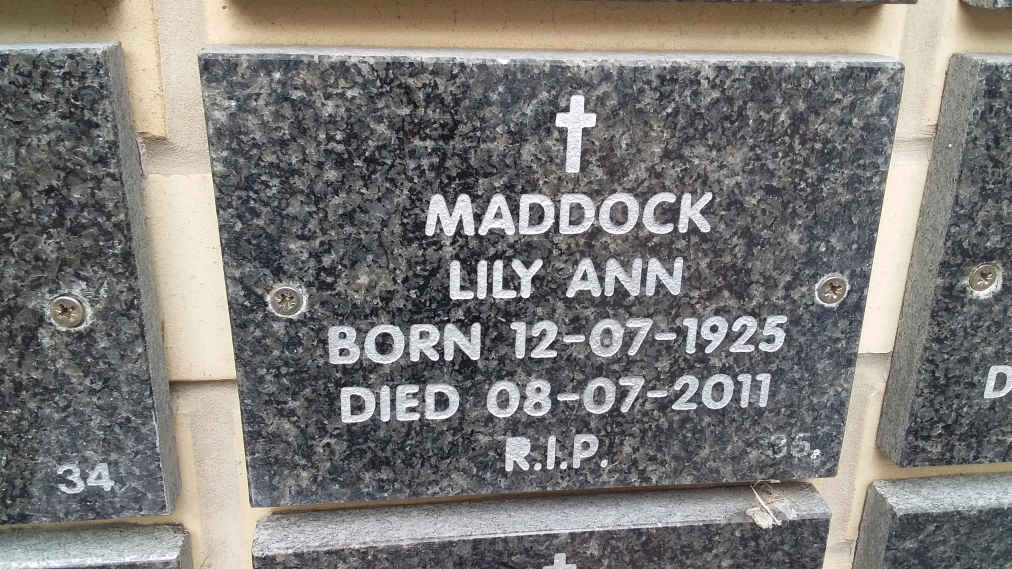 MADDOCK
LILY ANN
BORN 12-07-1925
DIED 08-07-2011
R.I.P.
35
34
D